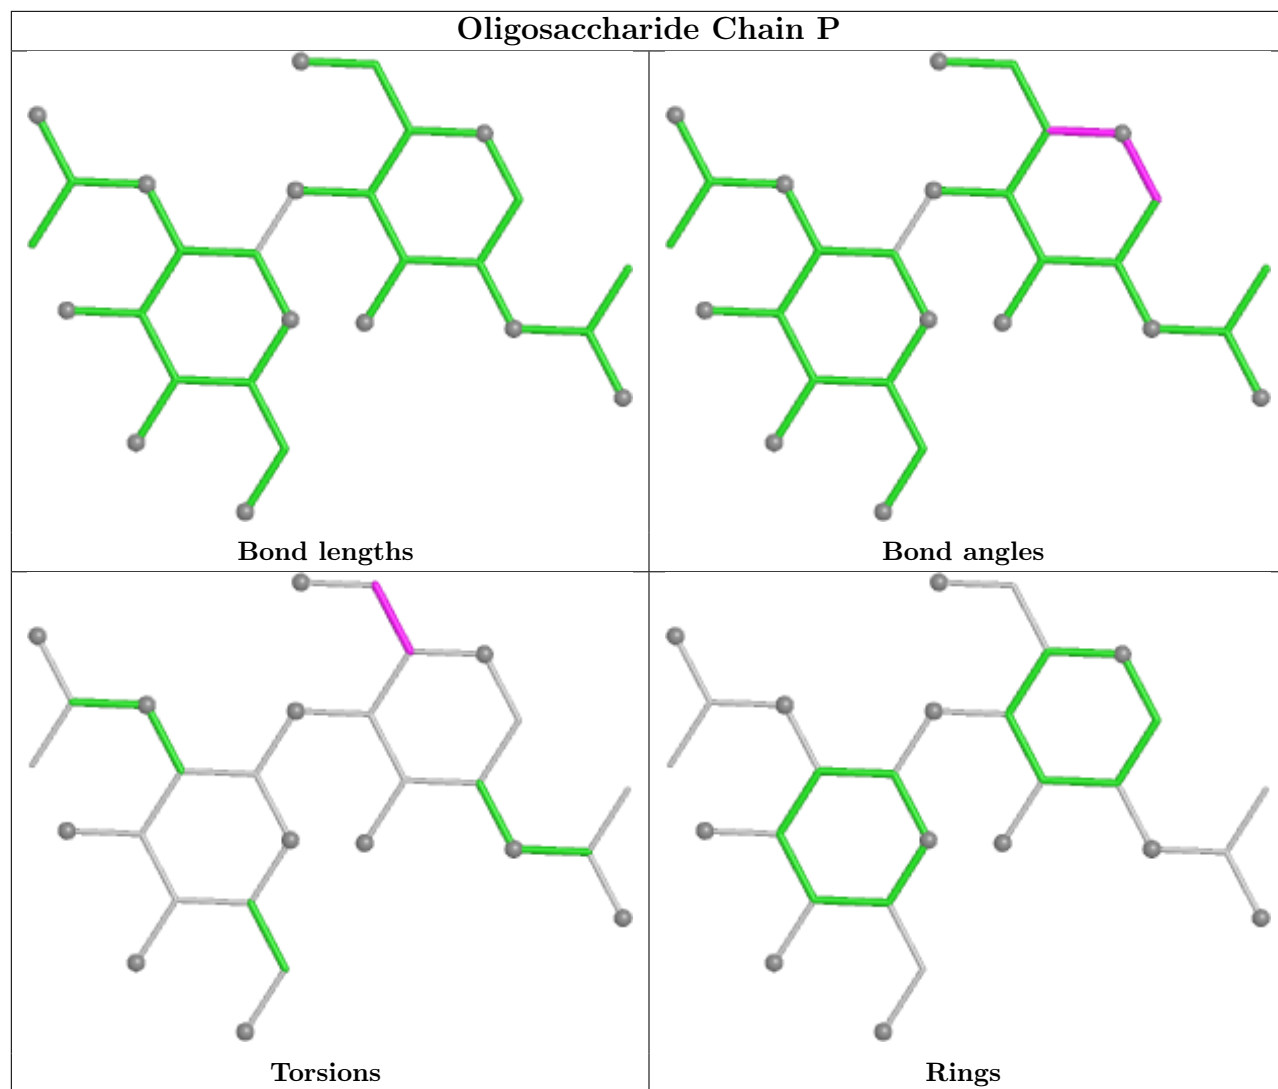 Oligosaccharide Chain P
Bond lengths
Bond angles
Torsions
Rings